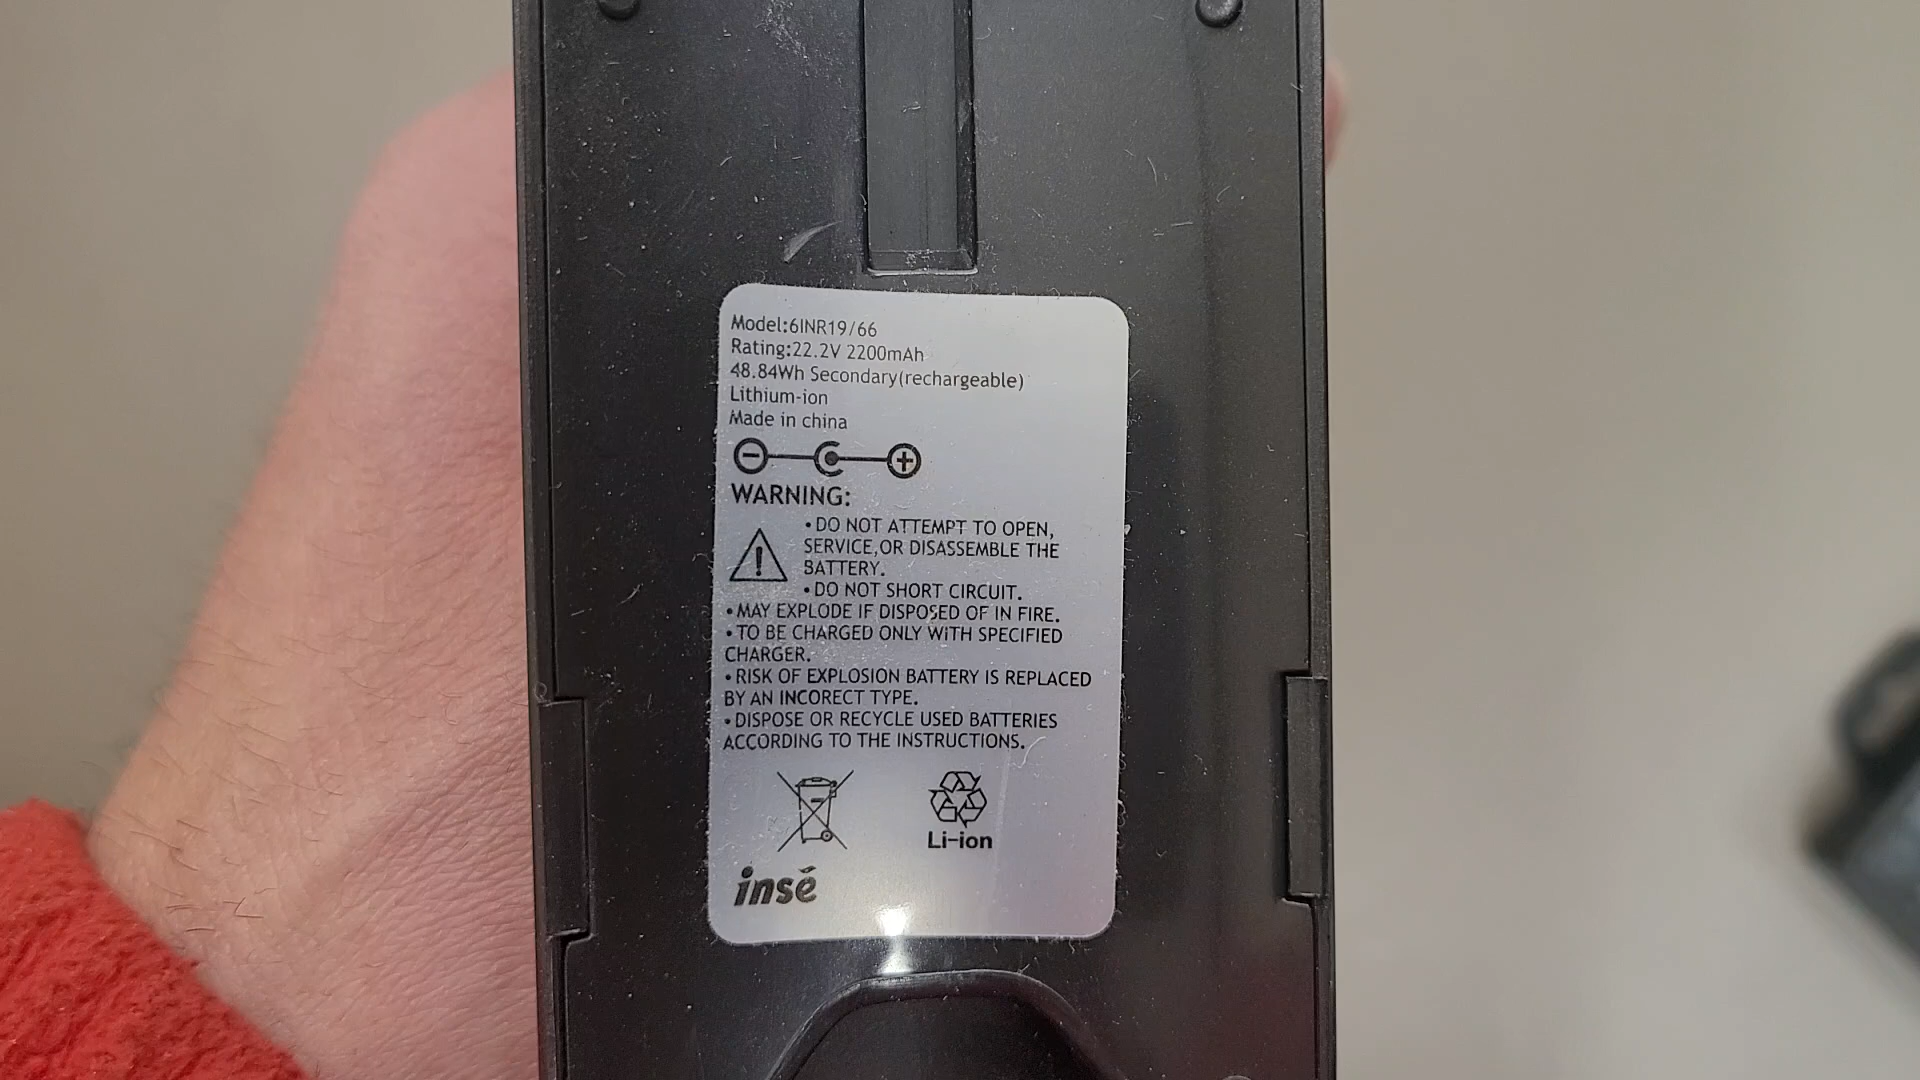 Model:6INR19/66
Rating:22.2V 2200mAh
48.84Wh Secondary(rechargeable)
Lithium-ion
Made in china
WARNING:
•DO NOT ATTEMPT TO OPEN,
SERVICE,OR DISASSEMBLE THE
BATTERY.
•DO NOT SHORT CIRCUIT.
•MAY EXPLODE IF DISPOSED OF IN FIRE.
•TO BE CHARGED ONLY WITH SPECIFIED
CHARGER.
•RISK OF EXPLOSION BATTERY IS REPLACED
BY AN INCORECT TYPE.
•DISPOSE OR RECYCLE USED BATTERIES
ACCORDING TO THE INSTRUCTIONS.
Li-ion
insé